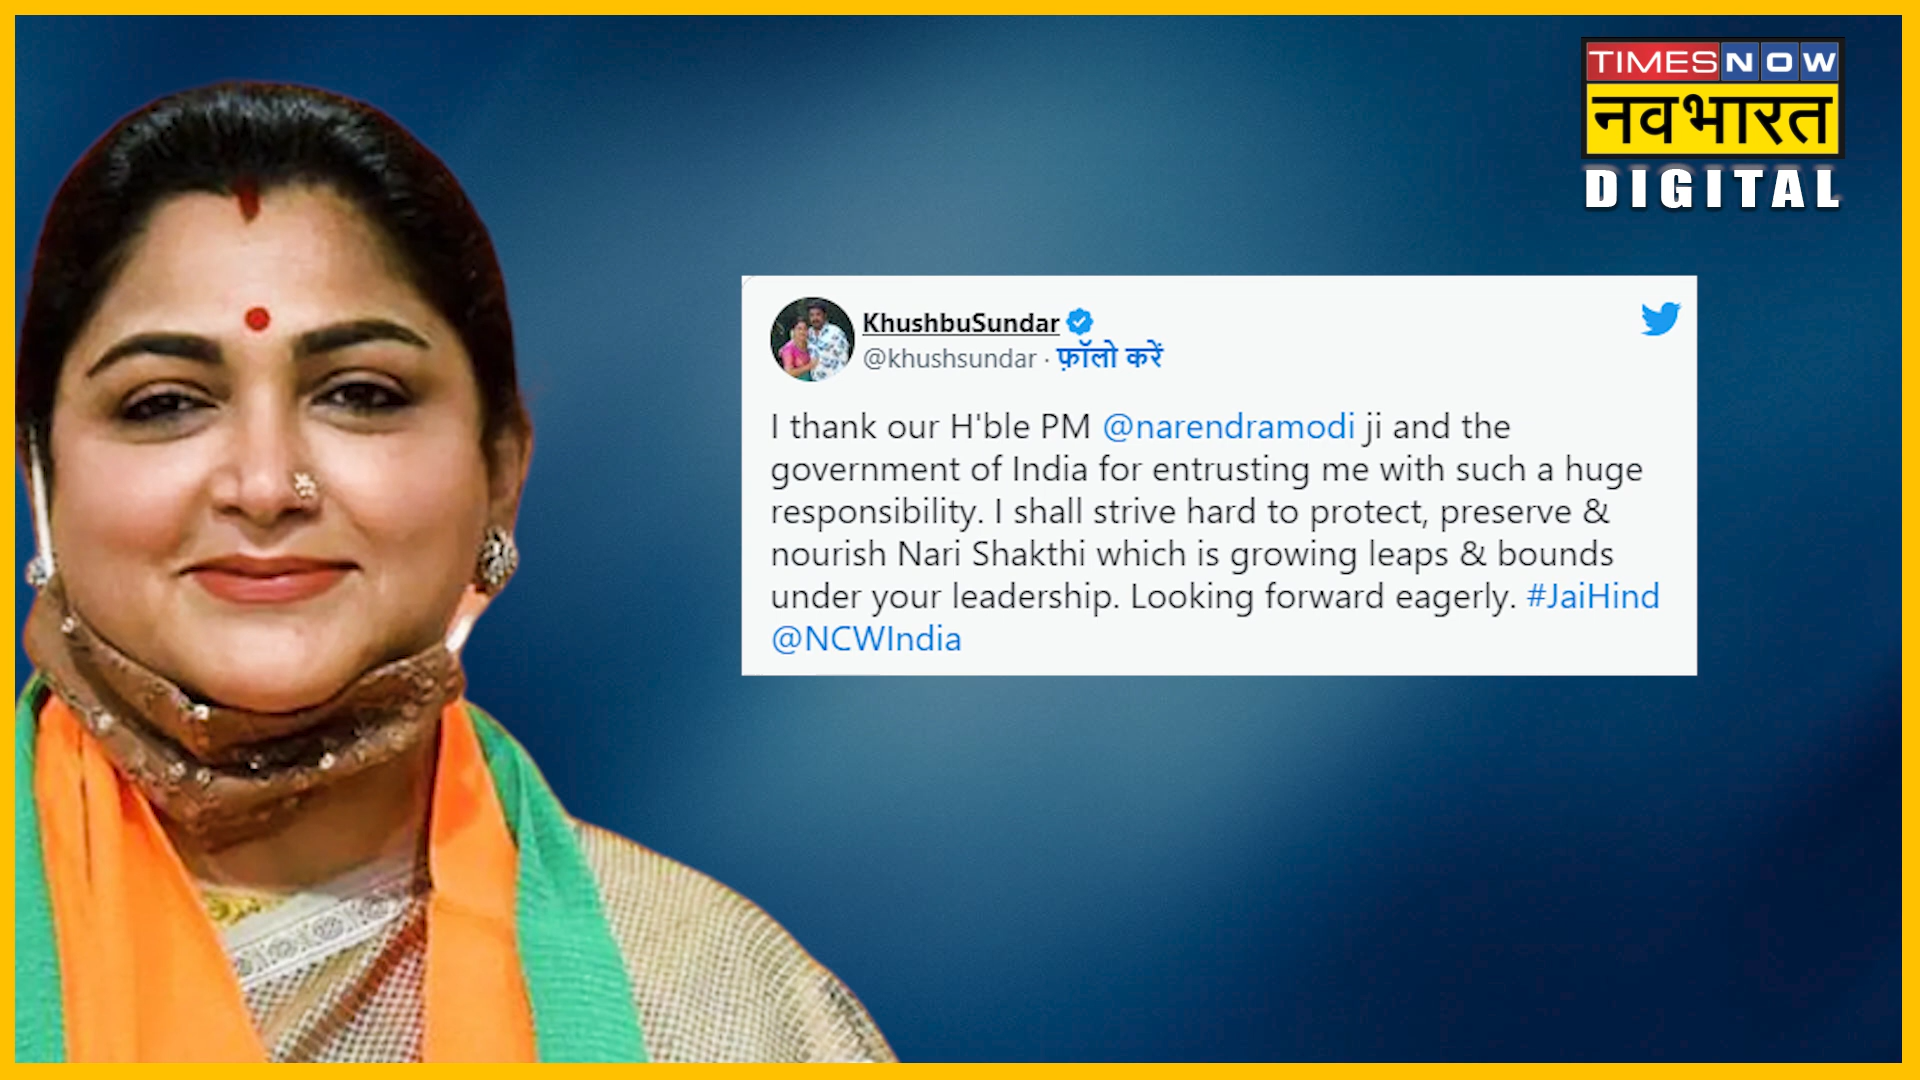 TIMES NOW
नवभारत
DIGITAL
KhushbuSundar
@khushsundar · फ़ॉलो करें
I thank our H'ble PM @narendramodi ji and the
government of India for entrusting me with such a huge
responsibility. I shall strive hard to protect, preserve &
nourish Nari Shakthi which is growing leaps & bounds
under your leadership. Looking forward eagerly. #JaiHind
@NCWIndia